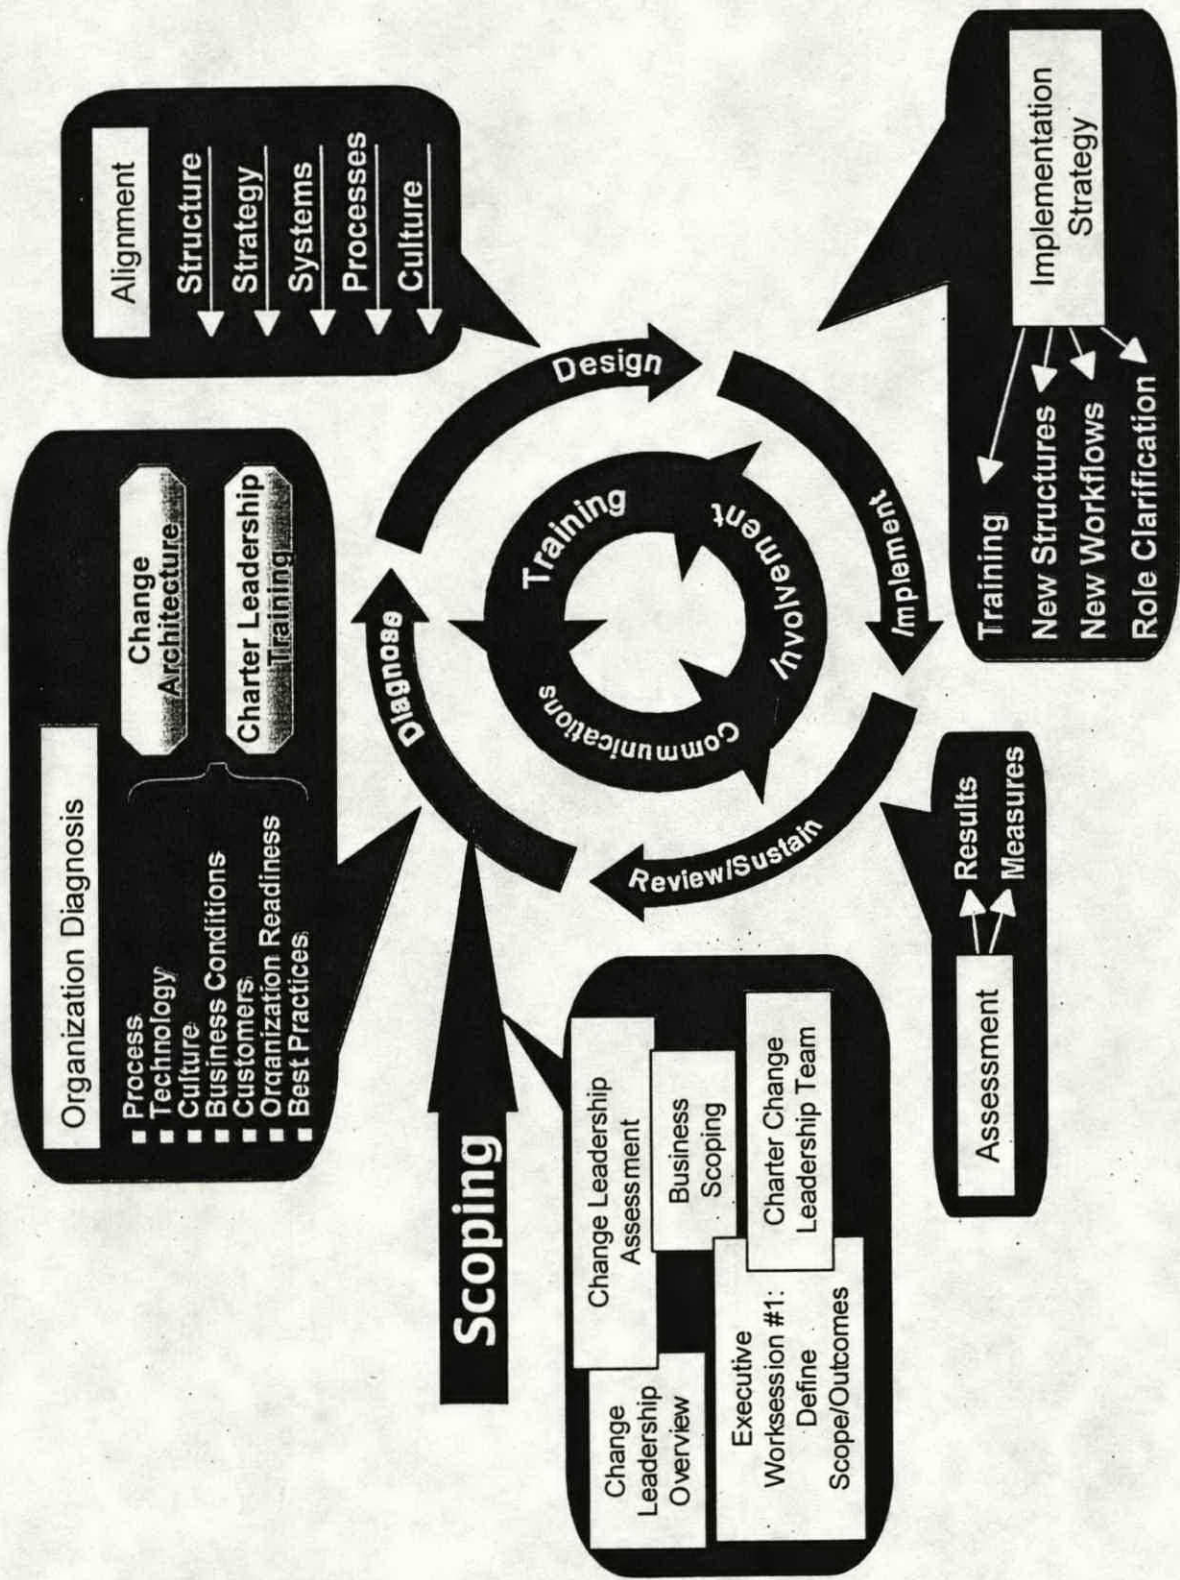 Organization Diagnosis
Process
Technology
Culture
Business Conditions
Customers
Organization Readiness
Best Practices
Change
Architecture
Charter Leadership
Training
Alignment
Structure
Strategy
Systems
Processes
Culture
Scoping
Diagnose
Design
Implement
Review/Sustain
Training
Involvement
Communications
Change
Leadership
Overview
Change Leadership
Assessment
Business
Scoping
Executive
Worksession #1:
Define
Scope/Outcomes
Charter Change
Leadership Team
Assessment
Results
Measures
Training
New Structures
New Workflows
Role Clarification
Implementation
Strategy